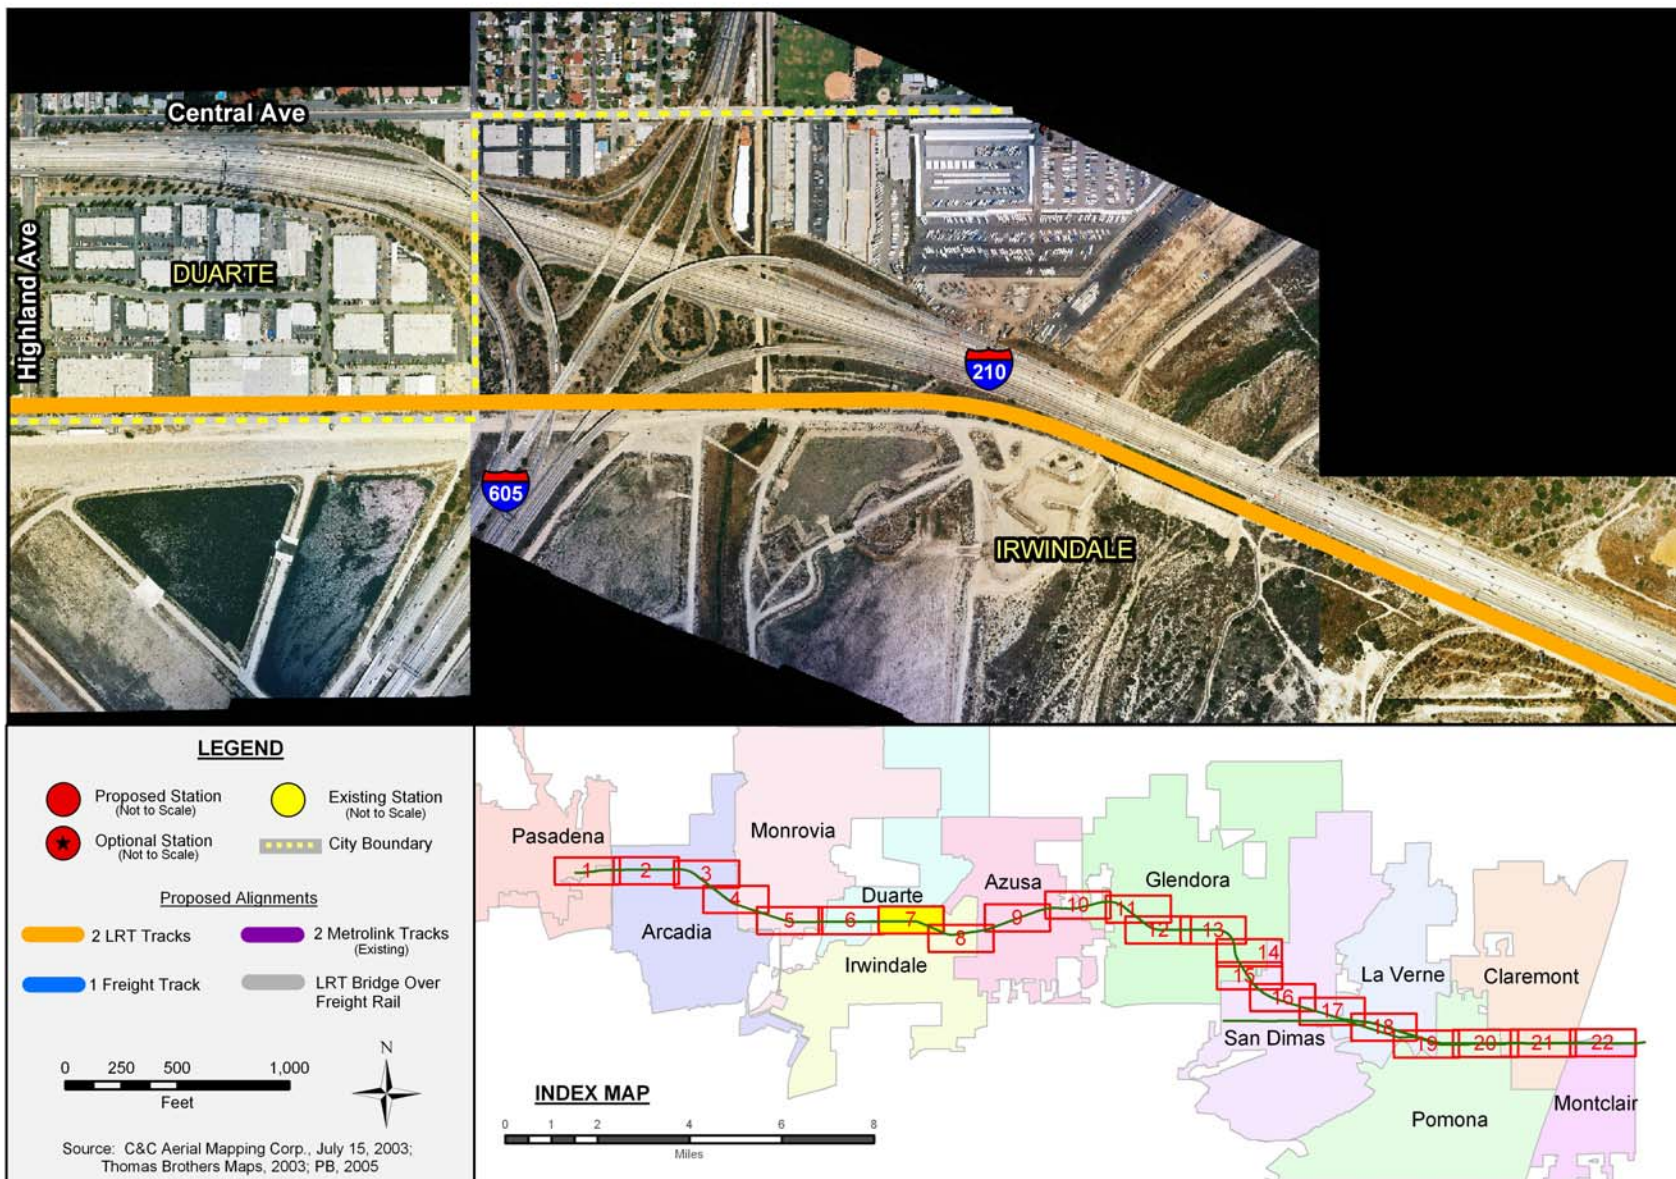 Central Ave
Highland Ave
DUARTE
210
605
IRWINDALE
LEGEND
Proposed Station
(Not to Scale)
Existing Station
(Not to Scale)
Optional Station
(Not to Scale)
City Boundary
Proposed Alignments
2 LRT Tracks
2 Metrolink Tracks
(Existing)
1 Freight Track
LRT Bridge Over
Freight Rail
0 250 500 1,000
Feet
N
Source: C&C Aerial Mapping Corp., July 15, 2003;
Thomas Brothers Maps, 2003; PB, 2005
Pasadena
Monrovia
Arcadia
Duarte
Irwindale
Azusa
Glendora
La Verne
Claremont
San Dimas
Pomona
Montclair
1
2
3
4
5
6
7
8
9
10
11
12
13
14
15
16
17
18
19
20
21
22
INDEX MAP
0 1 2 4 6 8
Miles